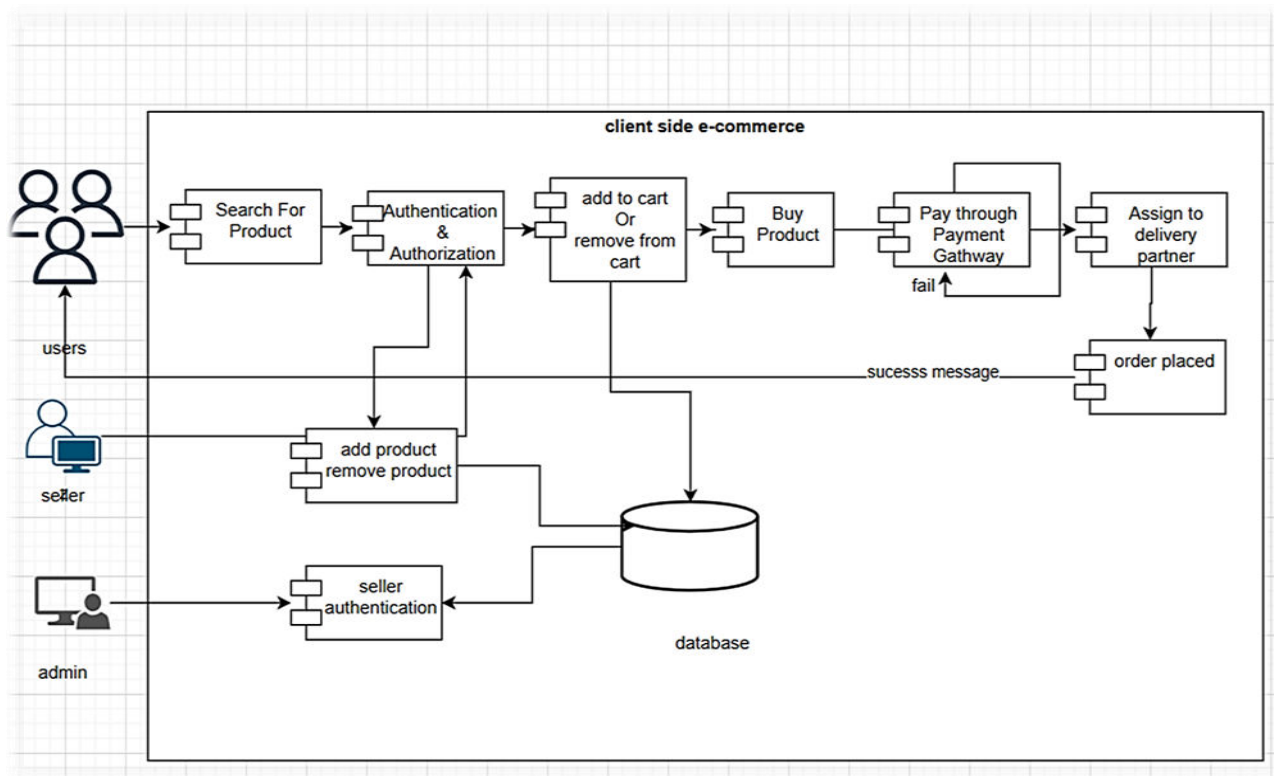 client side e-commerce
Search For
Product
Authentication
&
Authorization
add to cart
Or
remove from
cart
Buy
Product
Pay through
Payment
Gathway
fail
Assign to
delivery
partner
users
sucesss message
order placed
seller
add product
remove product
seller
authentication
database
admin